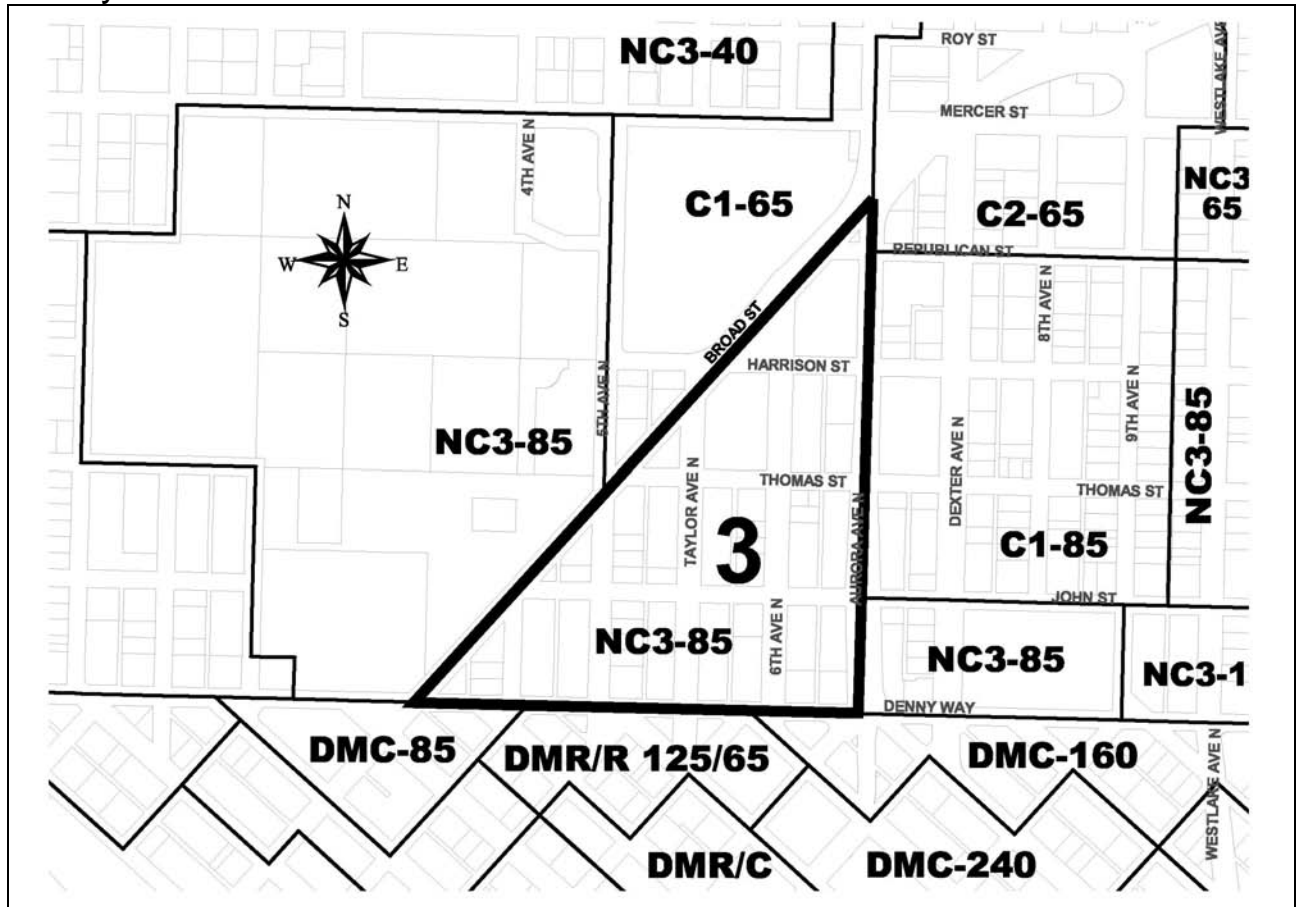 NC3-40
ROY ST
WESTLAKE AV
MERCER ST
4TH AVE N
NC3
65
C1-65
C2-65
N
W
E
S
REPUBLICAN ST
8TH AVE N
BROAD ST
HARRISON ST
5TH AVE N
9TH AVE N
NC3-85
NC3-85
DEXTER AVE N
TAYLOR AVE N
THOMAS ST
THOMAS ST
3
AURORA AVE N
C1-85
JOHN ST
NC3-85
6TH AVE N
NC3-85
NC3-1
DENNY WAY
DMC-85
DMR/R 125/65
DMC-160
WESTLAKE AVE N
DMR/C
DMC-240